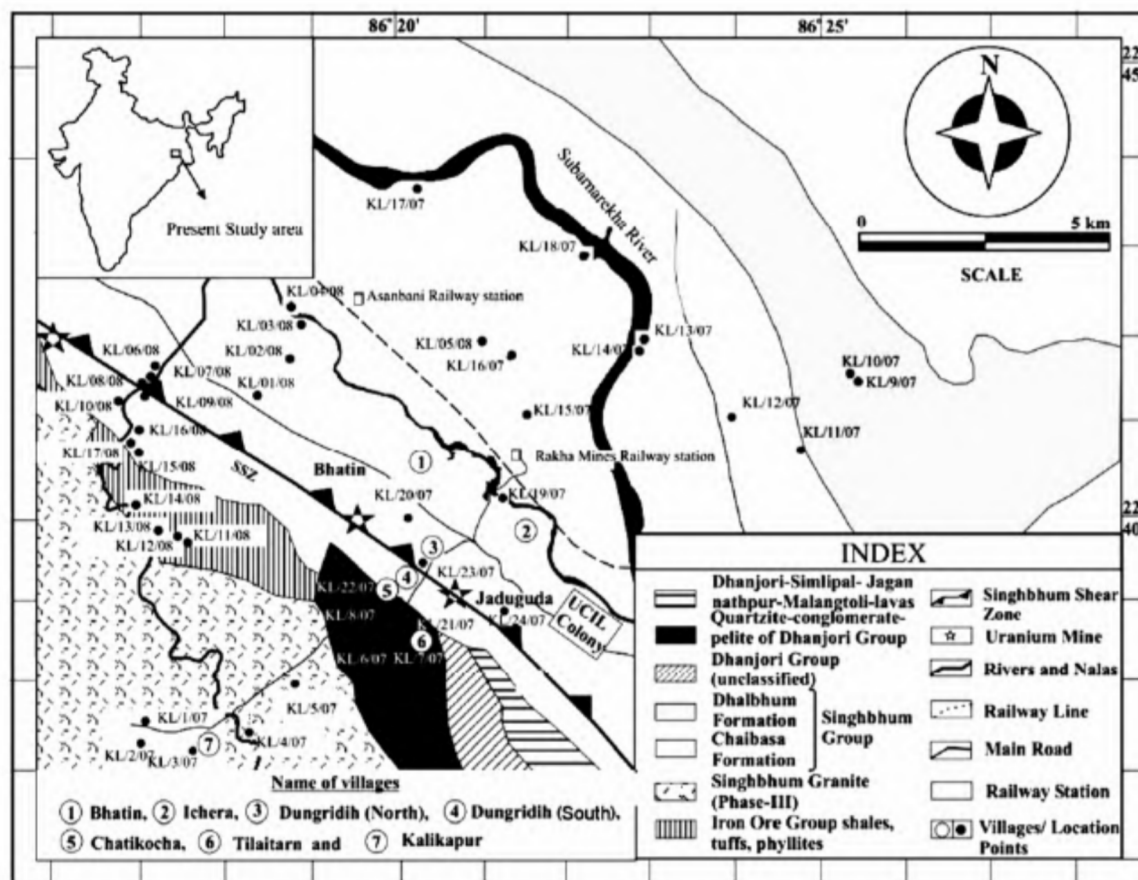 86°20'
86°25'
22
45
N
Present Study area
Subarnarekha River
0 5 km
SCALE
KL/17/07
KL/18/07
KL/04/08
Asanbani Railway station
KL/03/08
KL/13/07
KL/05/08
KL/14/07
KL/06/08
KL/02/08
KL/16/07
KL/10/07
KL/07/08
KL/08/08
KL/01/08
KL/9/07
KL/10/08
KL/09/08
KL/12/07
KL/15/07
KL/16/08
KL/11/07
KL/17/08
KL/15/08
SSZ
Bhatin
1
Rakha Mines Railway station
KL/14/08
KL/20/07
KL/19/07
22
40
KL/13/08
KL/12/08
KL/11/08
2
3
KL/23/07
4
5
KL/22/07
Jaduguda
KL/8/07
KL/21/07
KL/24/07
UCIL
Colony
6
KL/6/07
KL/7/07
KL/5/07
KL/1/07
KL/2/07
KL/3/07
7
KL/4/07
INDEX
Dhanjori-Simlipal- Jagan
nathpur-Malangtoli-lavas
Quartzite-conglomerate-
pelite of Dhanjori Group
Dhanjori Group
(unclassified)
Dhalbhum
Formation
Chaibasa
Formation
Singhbhum
Group
Singhbhum Granite
(Phase-III)
Iron Ore Group shales,
tuffs, phyllites
Singhbhum Shear
Zone
Uranium Mine
Rivers and Nalas
Railway Line
Main Road
Railway Station
Villages/ Location
Points
Name of villages
1 Bhatin, 2 Ichera, 3 Dungridih (North), 4 Dungridih (South),
5 Chatikocha, 6 Tilaitarn and 7 Kalikapur